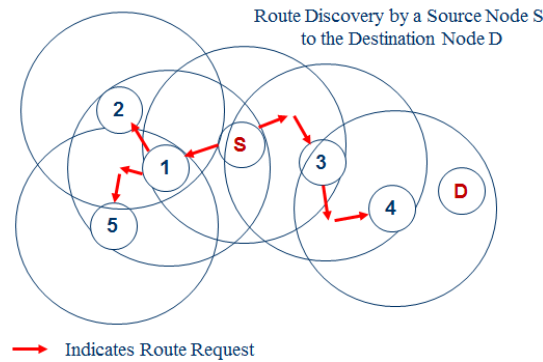 Route Discovery by a Source Node S
to the Destination Node D
2
S
1
3
D
4
5
Indicates Route Request